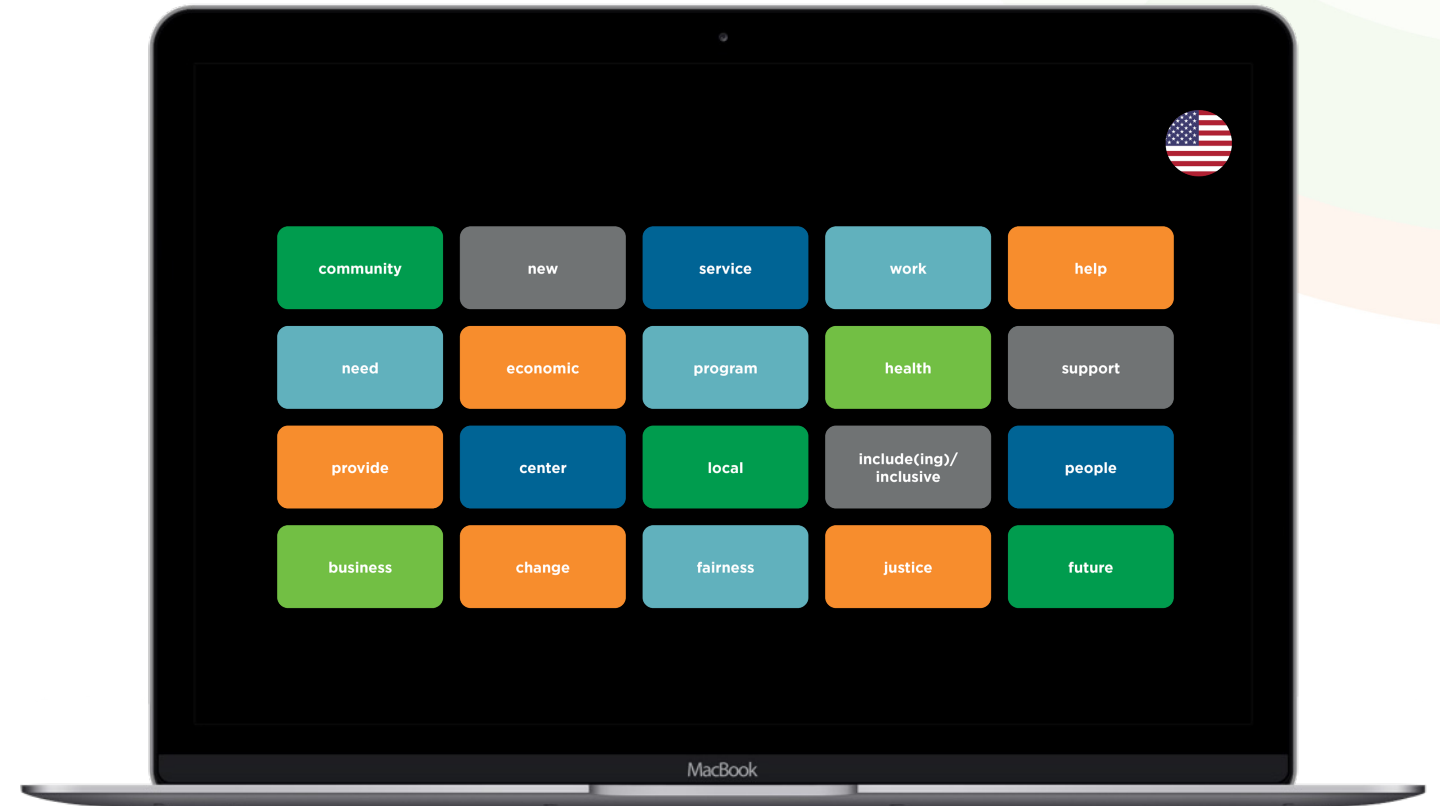 community
new
service
work
help
need
economic
program
health
support
provide
center
local
include(ing)/
inclusive
people
business
change
fairness
justice
future
MacBook